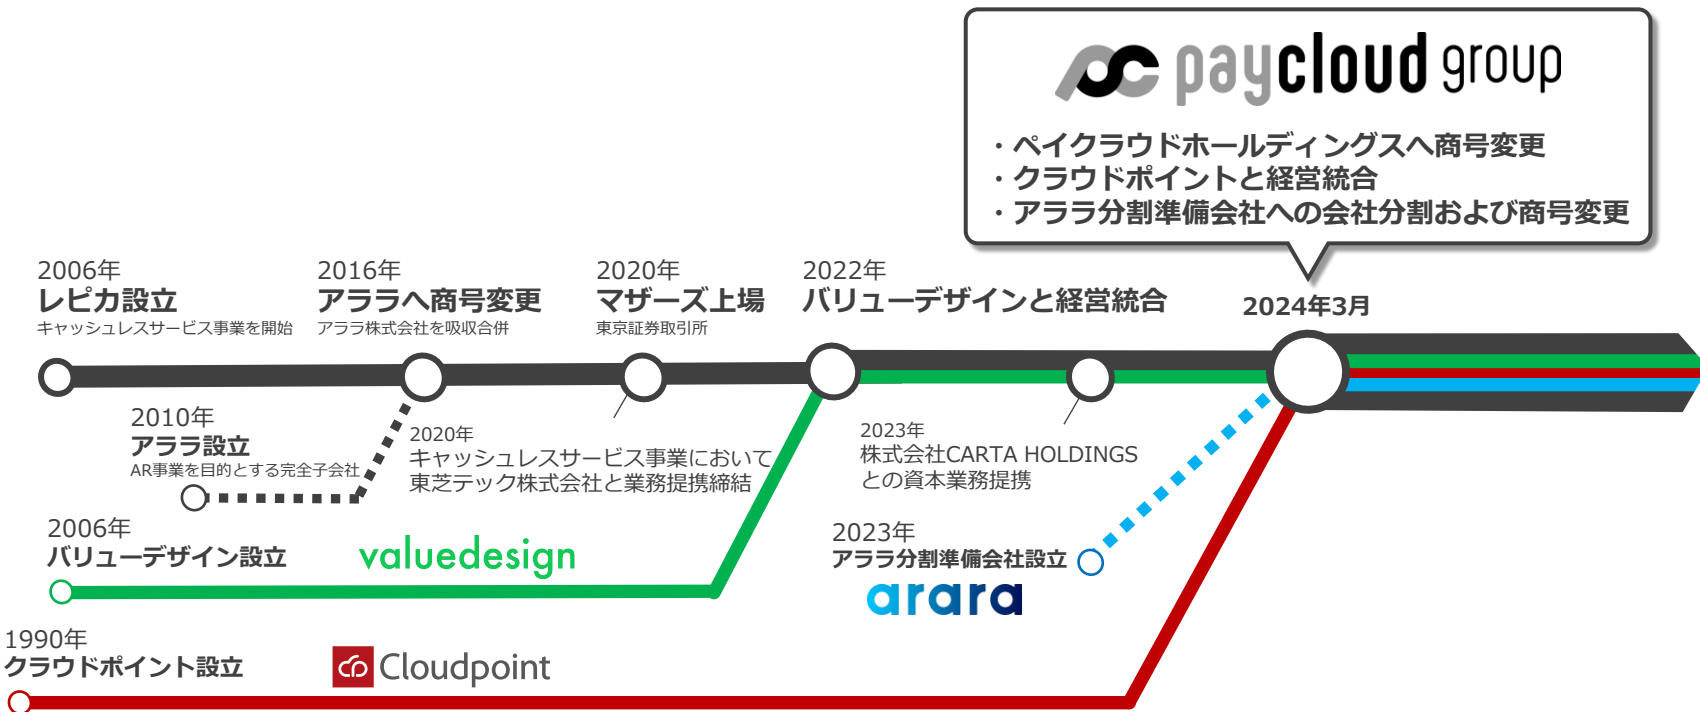 paycloud group
・ペイクラウドホールディングスへ商号変更
・クラウドポイントと経営統合
・アララ分割準備会社への会社分割および商号変更
2006年
レピカ設立
キャッシュレスサービス事業を開始
2016年
アララへ商号変更
アララ株式会社を吸収合併
2020年
マザーズ上場
東京証券取引所
2022年
バリューデザインと経営統合
2024年3月
2010年
アララ設立
AR事業を目的とする完全子会社
2020年
キャッシュレスサービス事業において
東芝テック株式会社と業務提携締結
2023年
株式会社CARTA HOLDINGS
との資本業務提携
2006年
バリューデザイン設立
valuedesign
2023年
アララ分割準備会社設立
arara
1990年
クラウドポイント設立
Cloudpoint